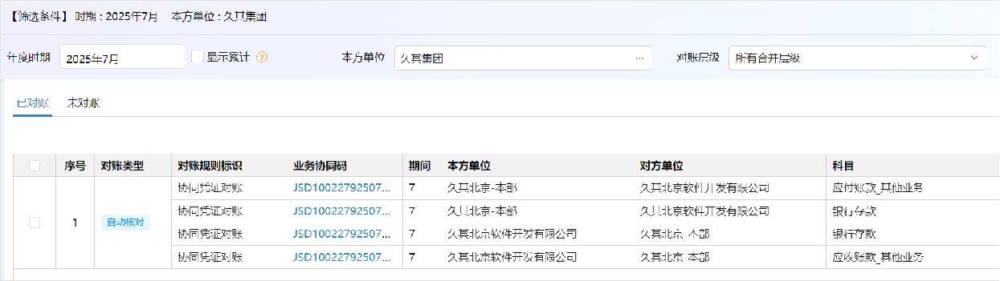 【筛选条件】 时期 : 2025年7月 本方单位 : 久其集团
年度时期 2025年7月 显示累计 ? 本方单位 久其集团 ··· 对账层级 所有合并层级
已对账 未对账
序号 对账类型 对账规则标识 业务协同码 期间 本方单位 对方单位 科目
协同凭证对账 JSD10022792507... 7 久其北京-本部 久其北京软件开发有限公司 应付账款_其他业务
协同凭证对账 JSD10022792507... 7 久其北京-本部 久其北京软件开发有限公司 银行存款
1 自动核对
协同凭证对账 JSD10022792507... 7 久其北京软件开发有限公司 久其北京-本部 银行存款
协同凭证对账 JSD10022792507... 7 久其北京软件开发有限公司 久其北京-本部 应收账款_其他业务